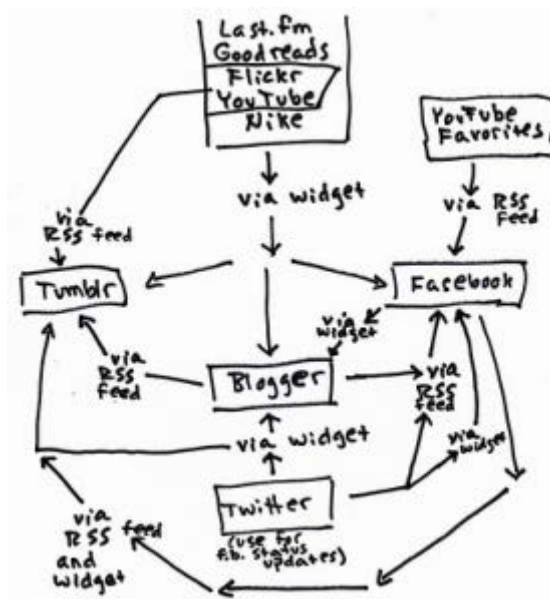 Last.fm
Goodreads
Flickr
YouTube
Nike
YouTube
Favorites
via widget
via RSS
Feed
via
RSS feed
Tumblr
Facebook
via
widget
via
RSS
feed
Blogger
via
RSS
feed
via
widget
via widget
Twitter
(use for
f.b. status
updates)
via
RSS feed
and
widget